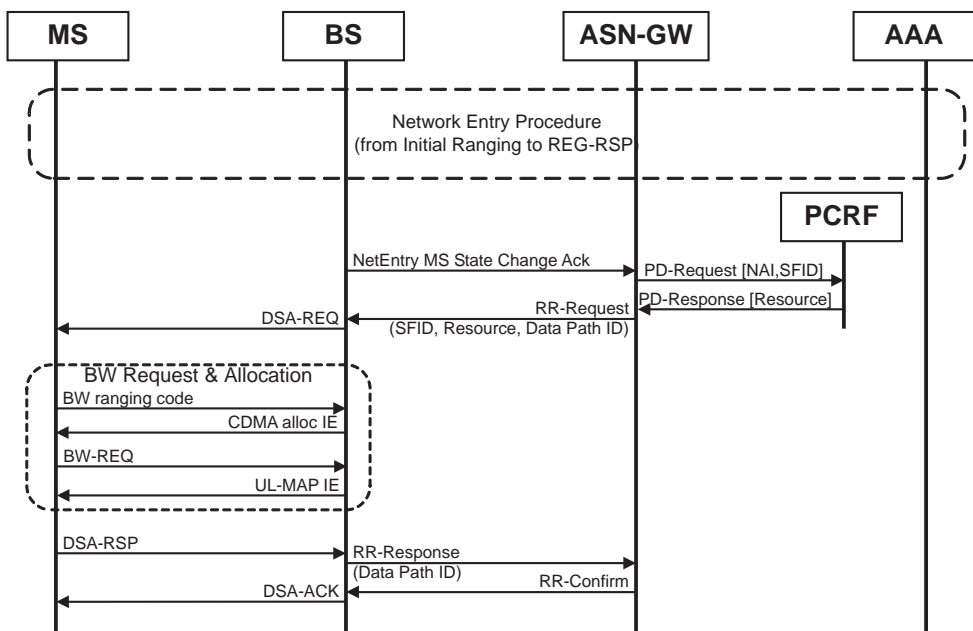 MS
BS
ASN-GW
AAA
Network Entry Procedure
(from Initial Ranging to REG-RSP)
PCRF
NetEntry MS State Change Ack
PD-Request [NAI,SFID]
PD-Response [Resource]
RR-Request
(SFID, Resource, Data Path ID)
DSA-REQ
BW Request & Allocation
BW ranging code
CDMA alloc IE
BW-REQ
UL-MAP IE
DSA-RSP
RR-Response
(Data Path ID)
RR-Confirm
DSA-ACK